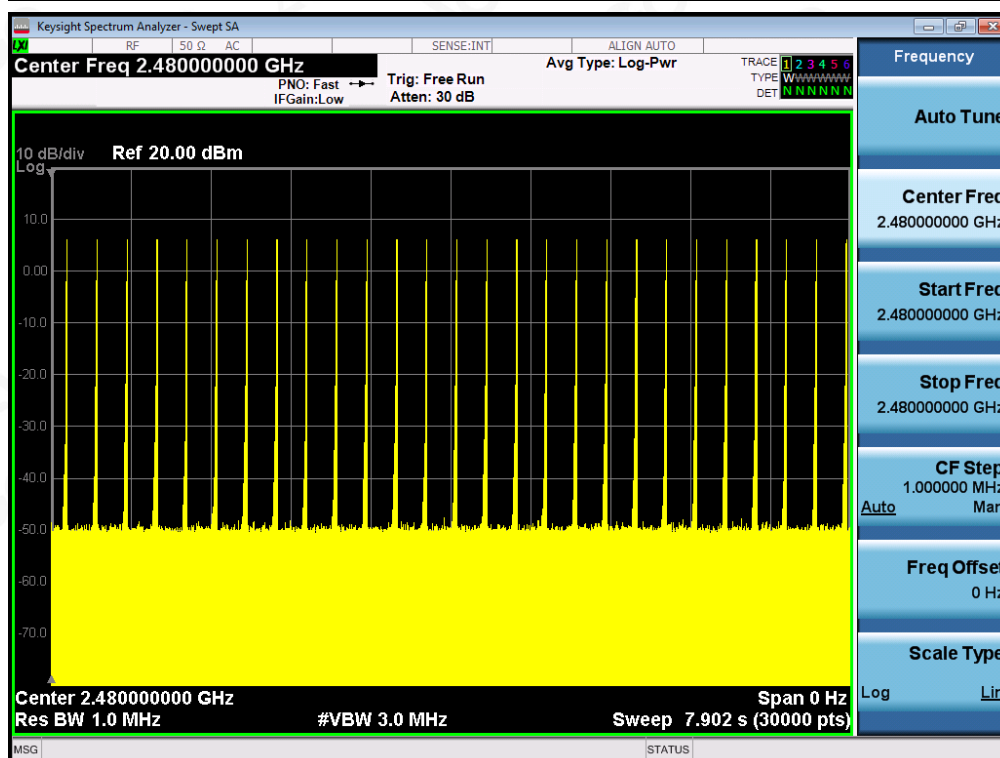 Keysight Spectrum Analyzer - Swept SA
LXI RF 50 Ω AC SENSE:INT ALIGN AUTO
Center Freq 2.480000000 GHz
PNO: Fast
IFGain:Low
Trig: Free Run
Atten: 30 dB
Avg Type: Log-Pwr
TRACE 1 2 3 4 5 6
TYPE WWWWWW
DET N N N N N N
10 dB/div Ref 20.00 dBm
Log
10.0
0.00
-10.0
-20.0
-30.0
-40.0
-50.0
-60.0
-70.0
Center 2.480000000 GHz Span 0 Hz
Res BW 1.0 MHz #VBW 3.0 MHz Sweep 7.902 s (30000 pts)
MSG STATUS
Frequency
Auto Tune
Center Freq
2.480000000 GHz
Start Freq
2.480000000 GHz
Stop Freq
2.480000000 GHz
CF Step
1.000000 MHz
Auto Man
Freq Offset
0 Hz
Scale Type
Log Lin